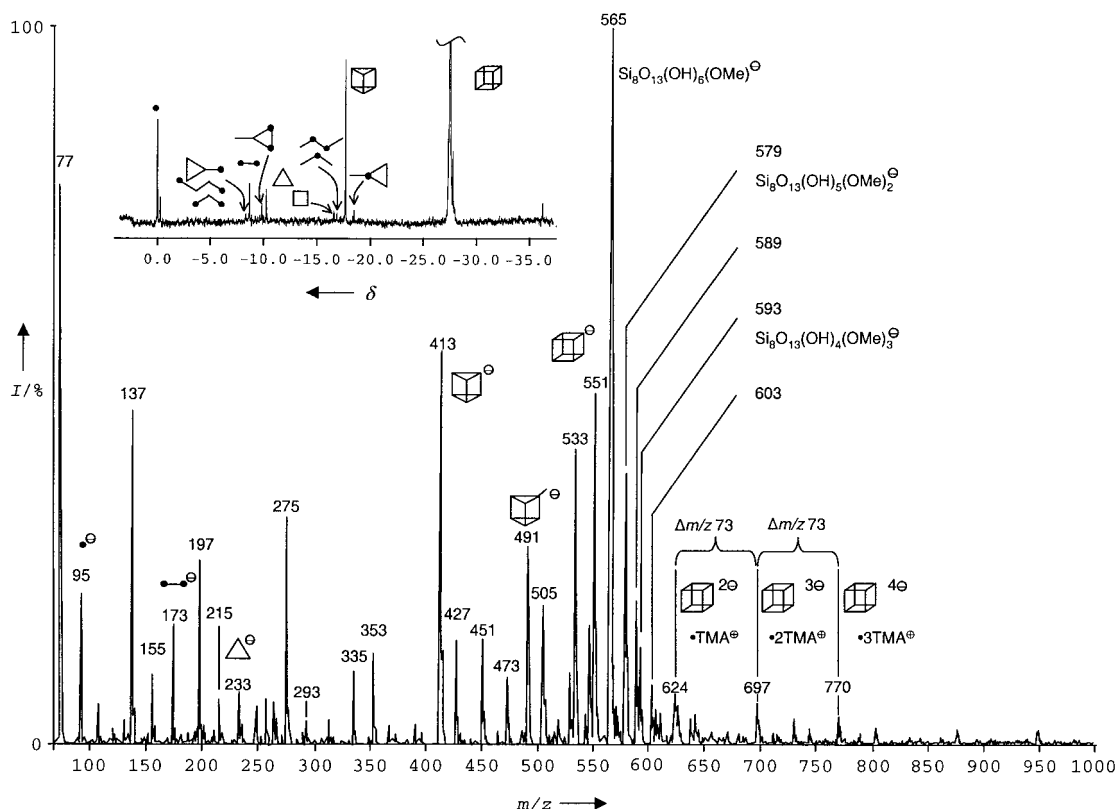 100
565
Si₈O₁₃(OH)₆(OMe)⊖
77
579
Si₈O₁₃(OH)₅(OMe)₂⊖
589
593
Si₈O₁₃(OH)₄(OMe)₃⊖
603
0.0 -5.0 -10.0 -15.0 -20.0 -25.0 -30.0 -35.0
← δ
I/%
413 ⊖
⊖
551
533
137
275
491 ⊖
⊖ 95
197
⊖ 173
215
155
⊖ 233
293
335
353
427
451
473
505
Δm/z 73 Δm/z 73
2⊖ 3⊖ 4⊖
•TMA⊕ •2TMA⊕ •3TMA⊕
624 697 770
0
100 150 200 250 300 350 400 450 500 550 600 650 700 750 800 850 900 950 1000
m/z →